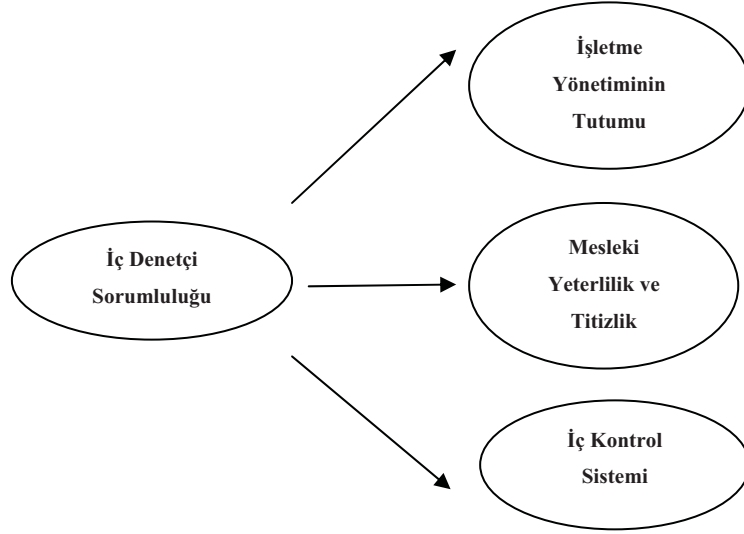 İşletme
Yönetiminin
Tutumu
İç Denetçi
Sorumluluğu
Mesleki
Yeterlilik ve
Titizlik
İç Kontrol
Sistemi